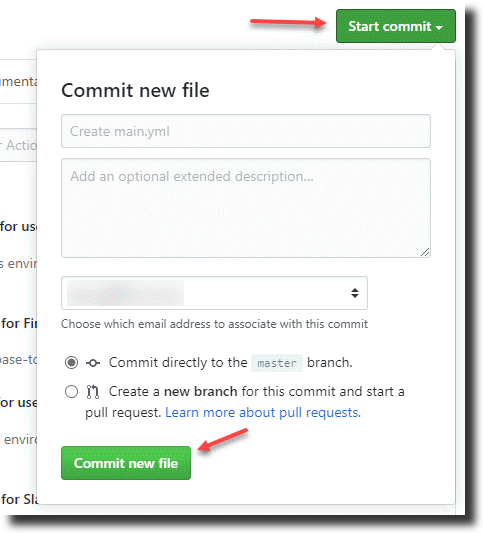 Start commit
umenta
Commit new file
Create main.yml
r Actio
Add an optional extended description...
for use
s enviro
Choose which email address to associate with this commit
for Fir
Commit directly to the master branch.
base-to
Create a new branch for this commit and start a
for use
pull request. Learn more about pull requests.
s enviro
Commit new file
for Sla